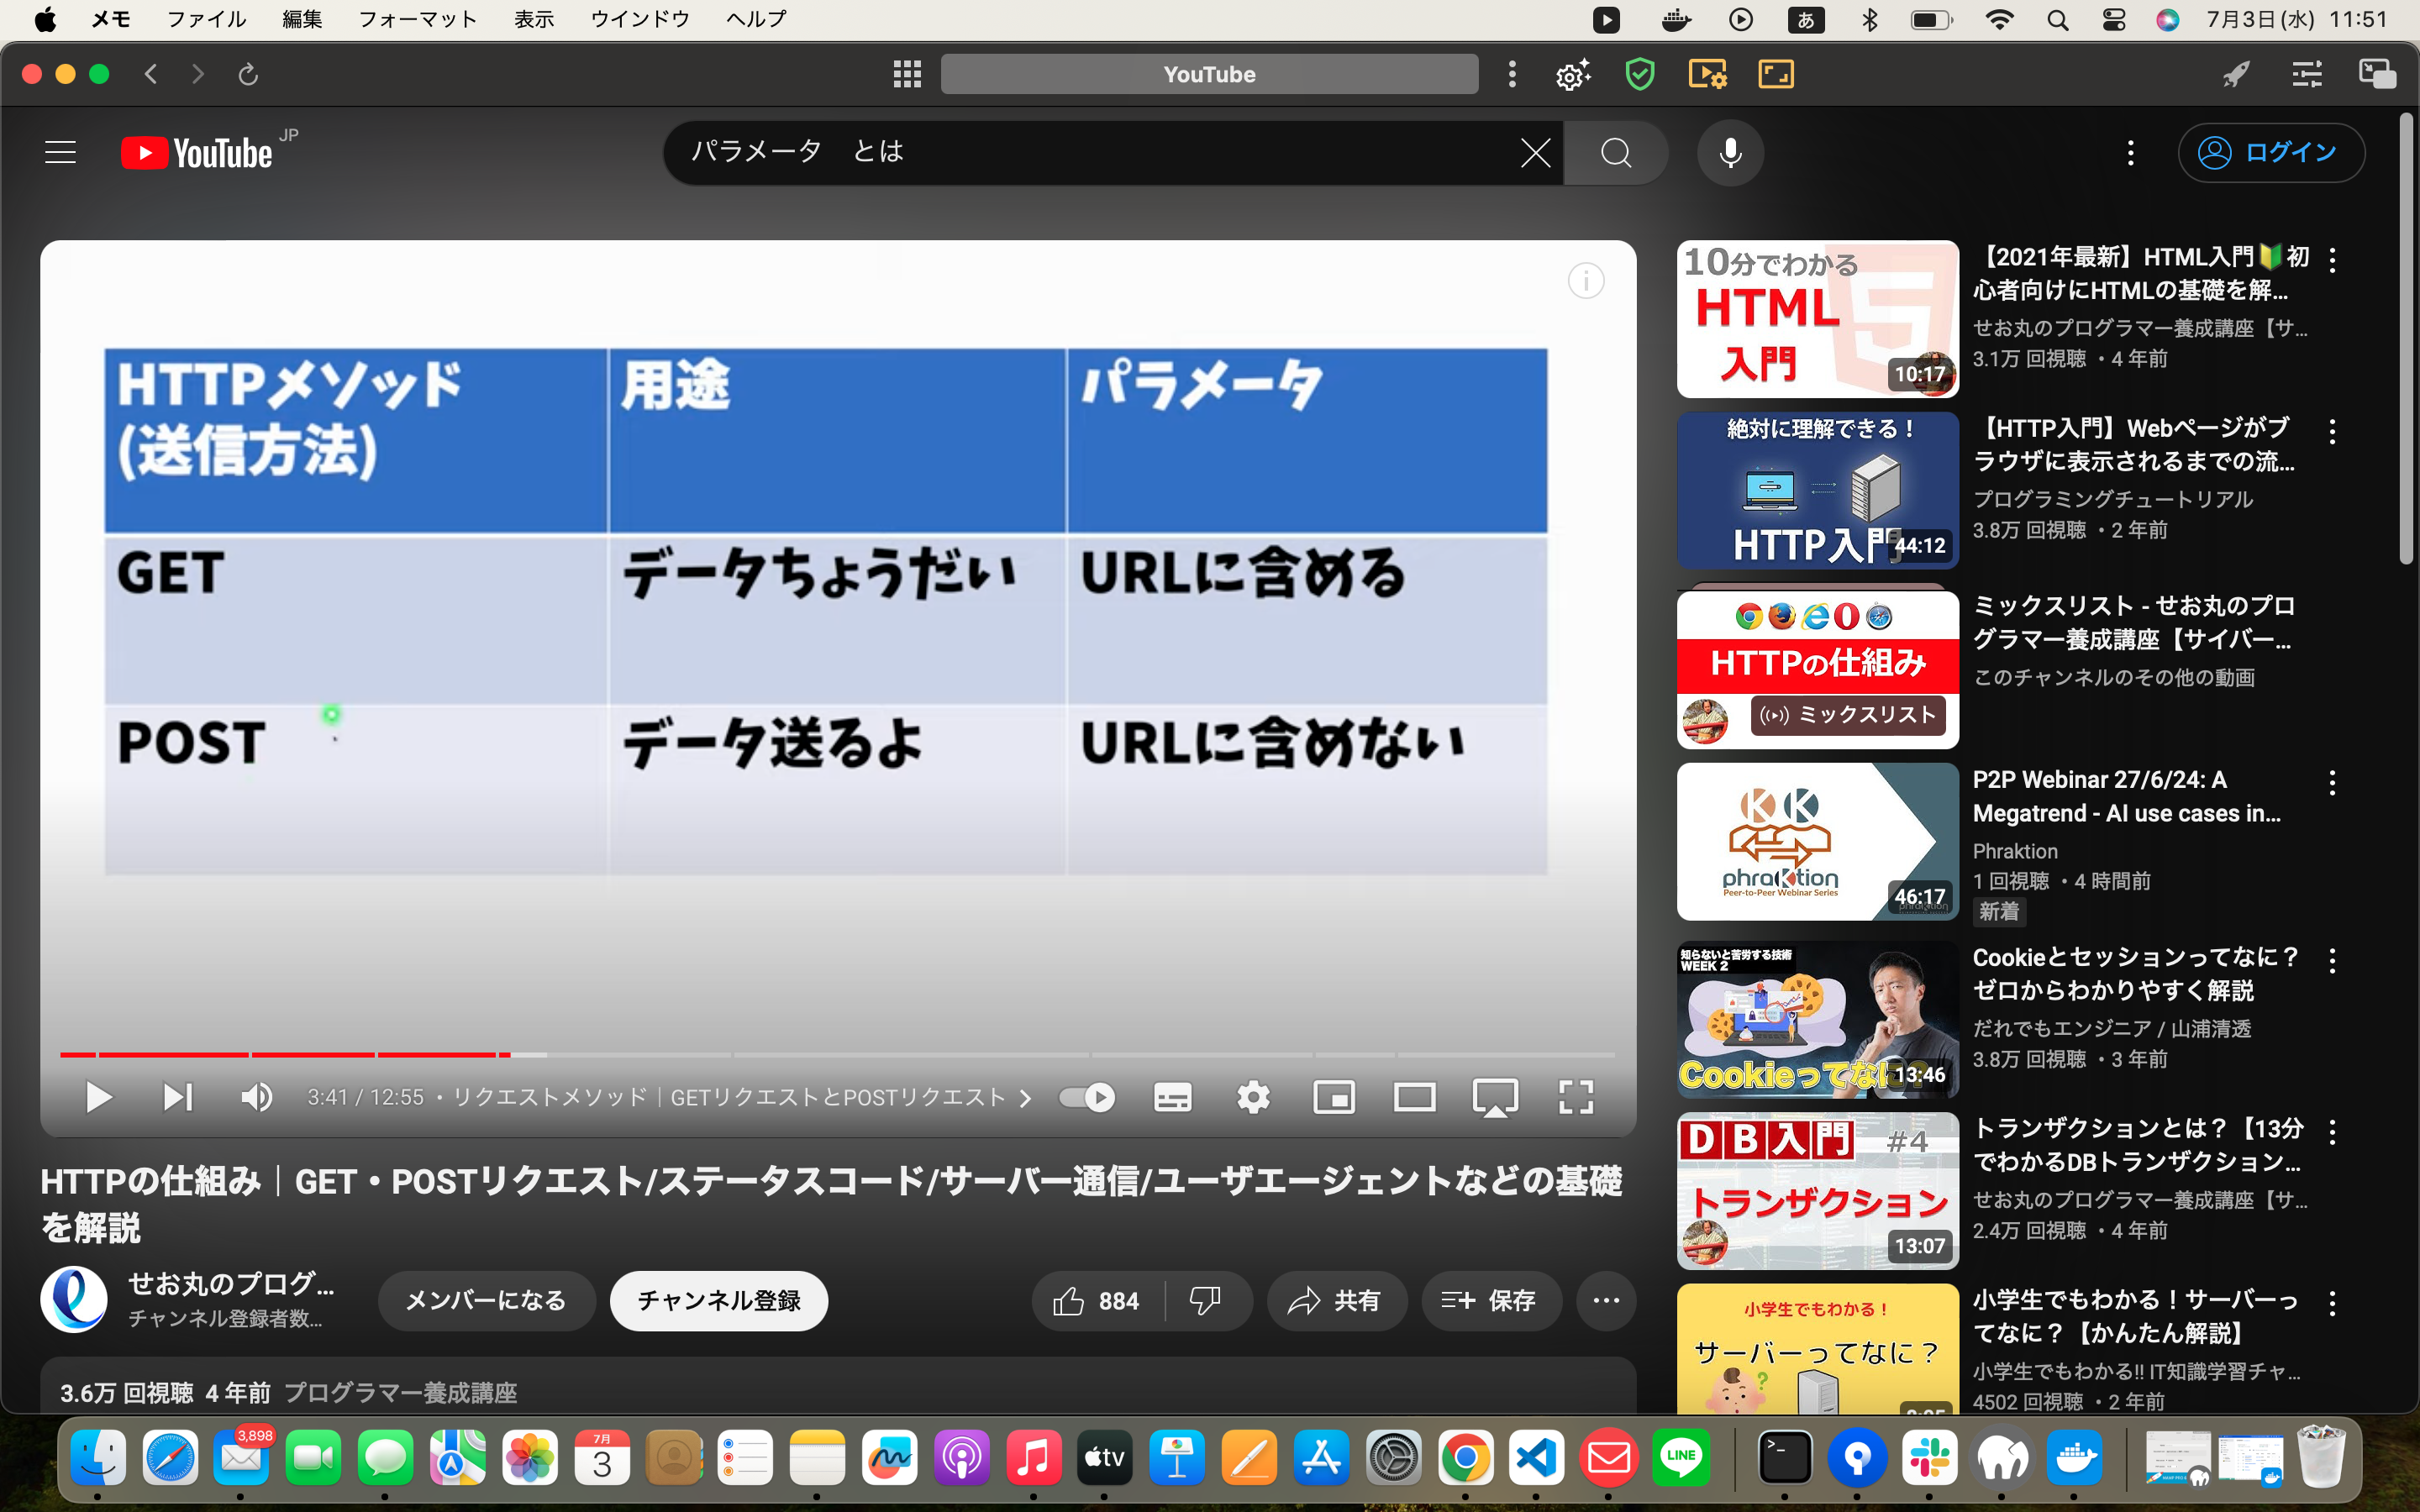 メモ ファイル 編集 フォーマット 表示 ウインドウ ヘルプ あ 7月3日(水) 11:51
YouTube
YouTube JP
パラメータ とは
ログイン
HTTPメソッド 用途 パラメータ
(送信方法)
GET データちょうだい URLに含める
POST データ送るよ URLに含めない
3:41 / 12:55 ・リクエストメソッド｜GETリクエストとPOSTリクエスト
HTTPの仕組み｜GET・POSTリクエスト/ステータスコード/サーバー通信/ユーザエージェントなどの基礎
を解説
せお丸のプログ...
チャンネル登録者数...
メンバーになる
チャンネル登録
884
共有
保存
3.6万 回視聴 4 年前 プログラマー養成講座
10分でわかる
HTML
入門
10:17
【2021年最新】HTML入門🔰初
心者向けにHTMLの基礎を解...
せお丸のプログラマー養成講座【サ...
3.1万 回視聴 ・4 年前
絶対に理解できる！
HTTP入門
44:12
【HTTP入門】Webページがブ
ラウザに表示されるまでの流...
プログラミングチュートリアル
3.8万 回視聴 ・2 年前
HTTPの仕組み
ミックスリスト
ミックスリスト - せお丸のプロ
グラマー養成講座【サイバー...
このチャンネルのその他の動画
K K
phraKtion
Peer-to-Peer Webinar Series
46:17
P2P Webinar 27/6/24: A
Megatrend - AI use cases in...
Phraktion
1 回視聴 ・4 時間前
新着
知らないと苦労する技術
WEEK 2
Cookieってなに？
13:46
Cookieとセッションってなに？
ゼロからわかりやすく解説
だれでもエンジニア / 山浦清透
3.8万 回視聴 ・3 年前
DB入門 #4
トランザクション
13:07
トランザクションとは？【13分
でわかるDBトランザクション...
せお丸のプログラマー養成講座【サ...
2.4万 回視聴 ・4 年前
小学生でもわかる！
サーバーってなに？
小学生でもわかる！サーバーっ
てなに？【かんたん解説】
小学生でもわかる!! IT知識学習チャ...
4502 回視聴 ・2 年前
3,898
7月
3
tv
LINE